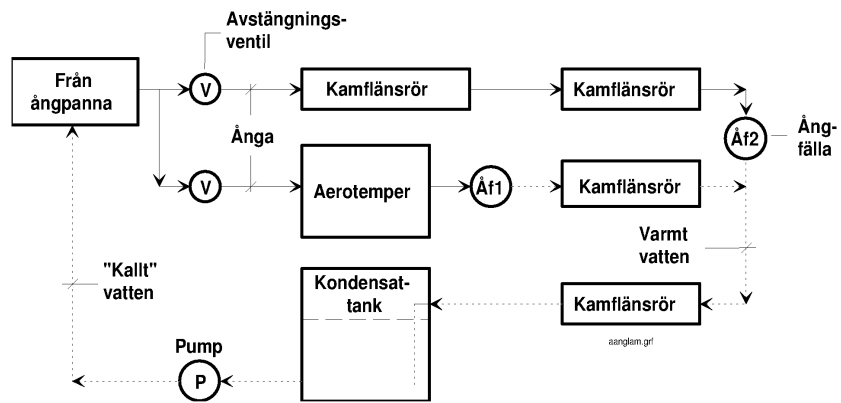 Avstängnings-
ventil
Från
ångpanna
V
Kamflänsrör
Kamflänsrör
Ånga
Åf2
Ång-
fälla
V
Aerotemper
Åf1
Kamflänsrör
Varmt
vatten
"Kallt"
vatten
Kondensat-
tank
Kamflänsrör
aanglam.grf
Pump
P